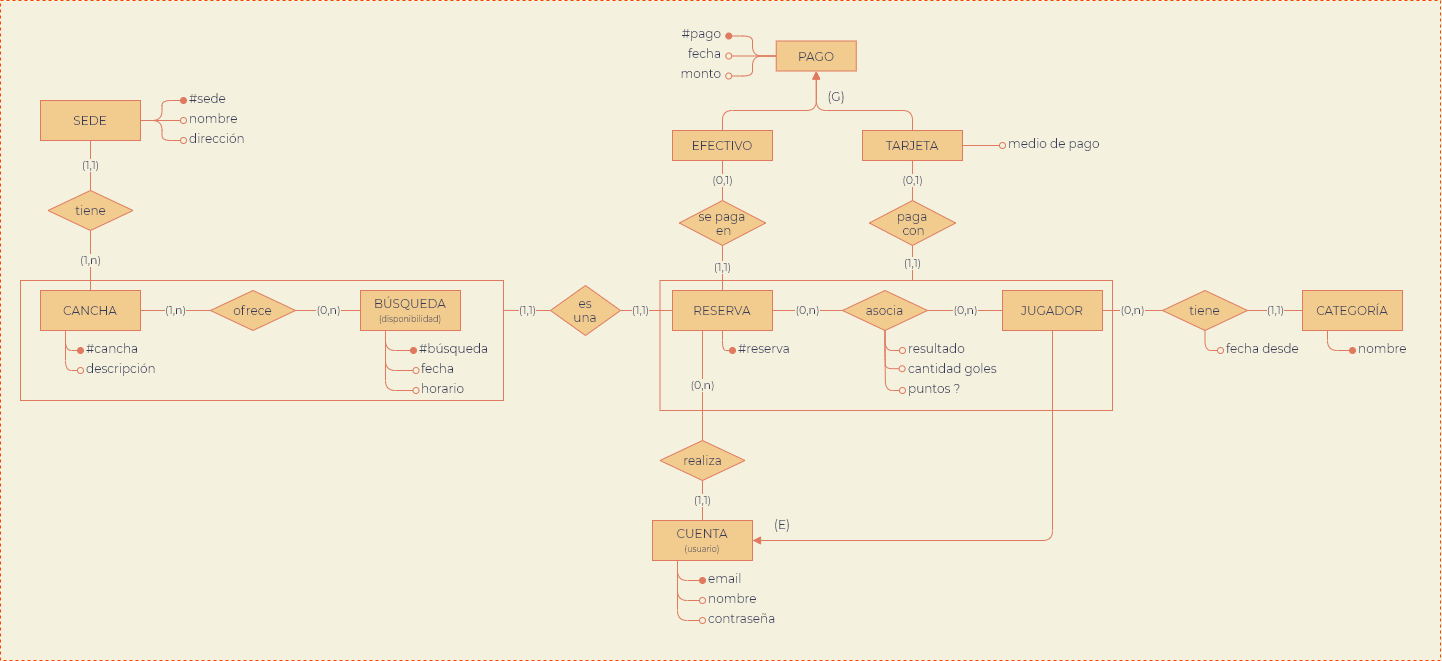 #pago
fecha
monto
PAGO
(G)
SEDE
#sede
nombre
dirección
EFECTIVO
TARJETA
medio de pago
(1,1)
(0,1)
(0,1)
tiene
se paga
en
paga
con
(1,n)
(1,1)
(1,1)
CANCHA
(1,n)
ofrece
(0,n)
BÚSQUEDA
(disponibilidad)
(1,1)
es
una
(1,1)
RESERVA
(0,n)
asocia
(0,n)
JUGADOR
(0,n)
tiene
(1,1)
CATEGORÍA
#cancha
descripción
#búsqueda
fecha
horario
#reserva
resultado
cantidad goles
puntos ?
fecha desde
nombre
(0,n)
realiza
(1,1)
CUENTA
(usuario)
(E)
email
nombre
contraseña